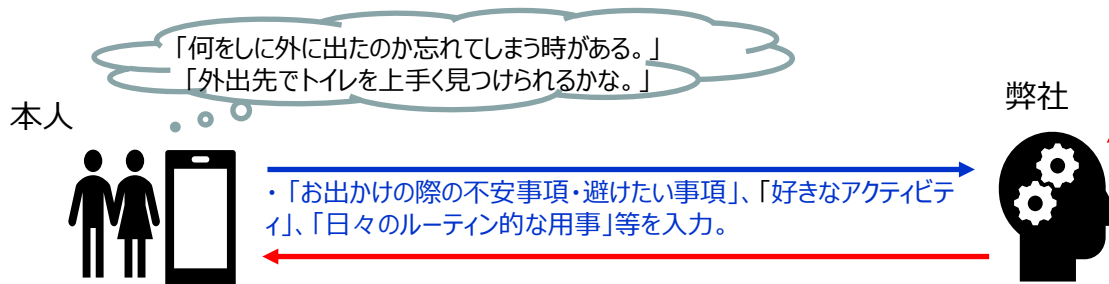 「何をしに外に出たのか忘れてしまう時がある。」
「外出先でトイレを上手く見つけられるかな。」
本人
弊社
・「お出かけの際の不安事項・避けたい事項」、「好きなアクティビテ
ィ」、「日々のルーティン的な用事」等を入力。